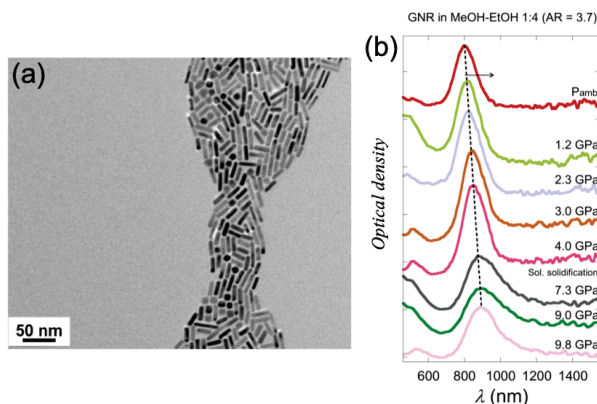 (a)
50 nm
(b)
GNR in MeOH-EtOH 1:4 (AR = 3.7)
Optical density
Pamb
1.2 GPa
2.3 GPa
3.0 GPa
4.0 GPa
Sol. solidification
7.3 GPa
9.0 GPa
9.8 GPa
600 800 1000 1200 1400
λ (nm)